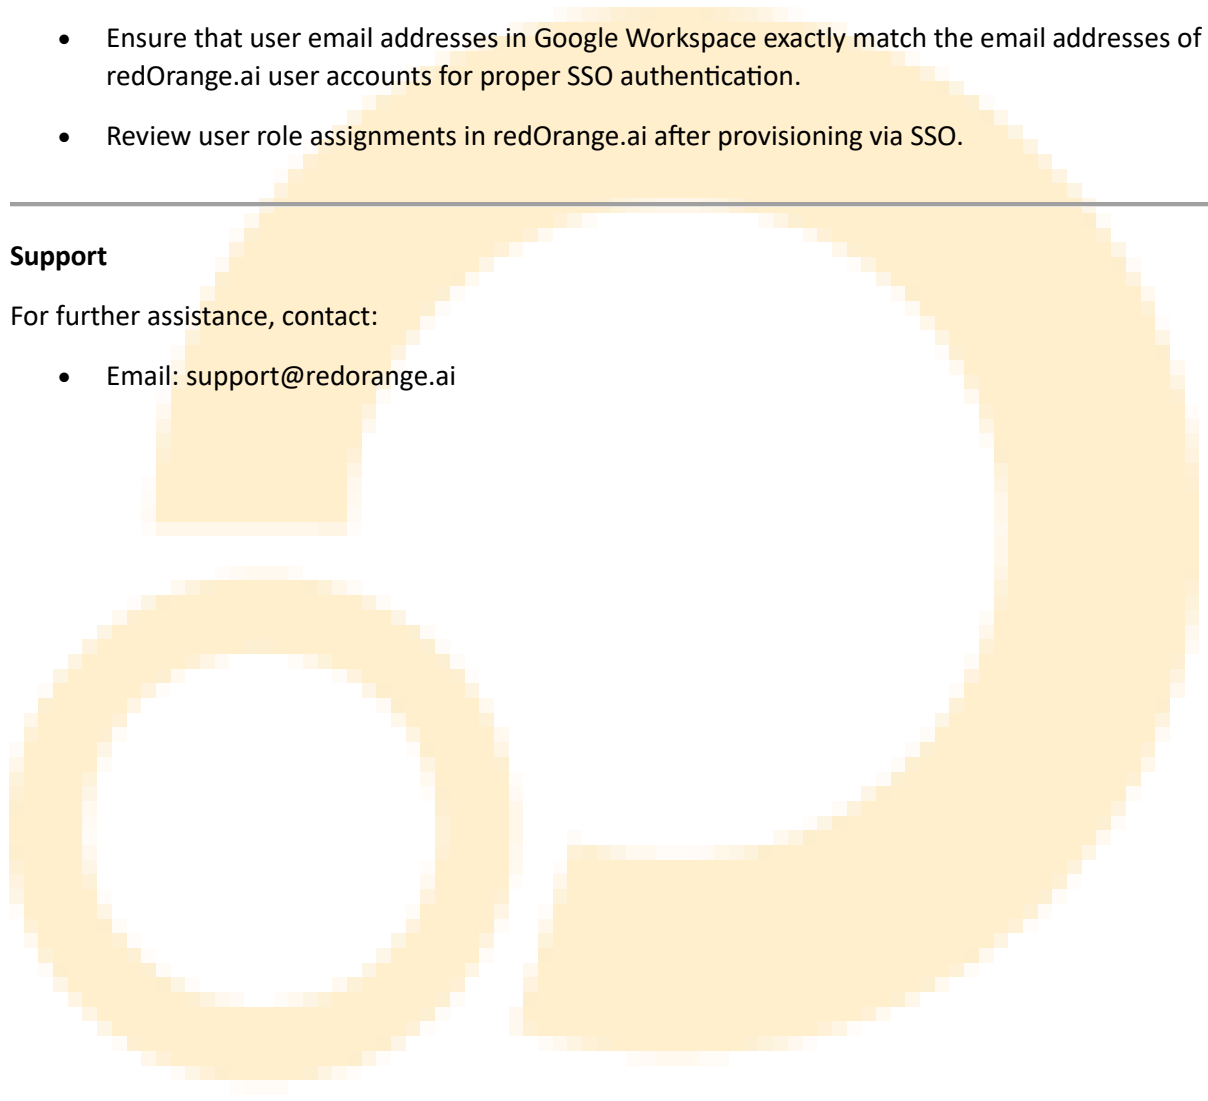 • Ensure that user email addresses in Google Workspace exactly match the email addresses of
redOrange.ai user accounts for proper SSO authentication.
• Review user role assignments in redOrange.ai after provisioning via SSO.
Support
For further assistance, contact:
• Email: support@redorange.ai